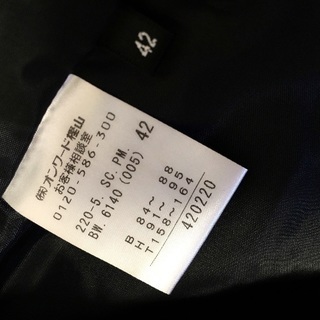 42
㈱オンワード樫山
お客様相談室
0120-586-300
220-5. SC. PM. 42
BW. 6140 (005)
B 84~ 88
H 91~ 95
T158~164
420220